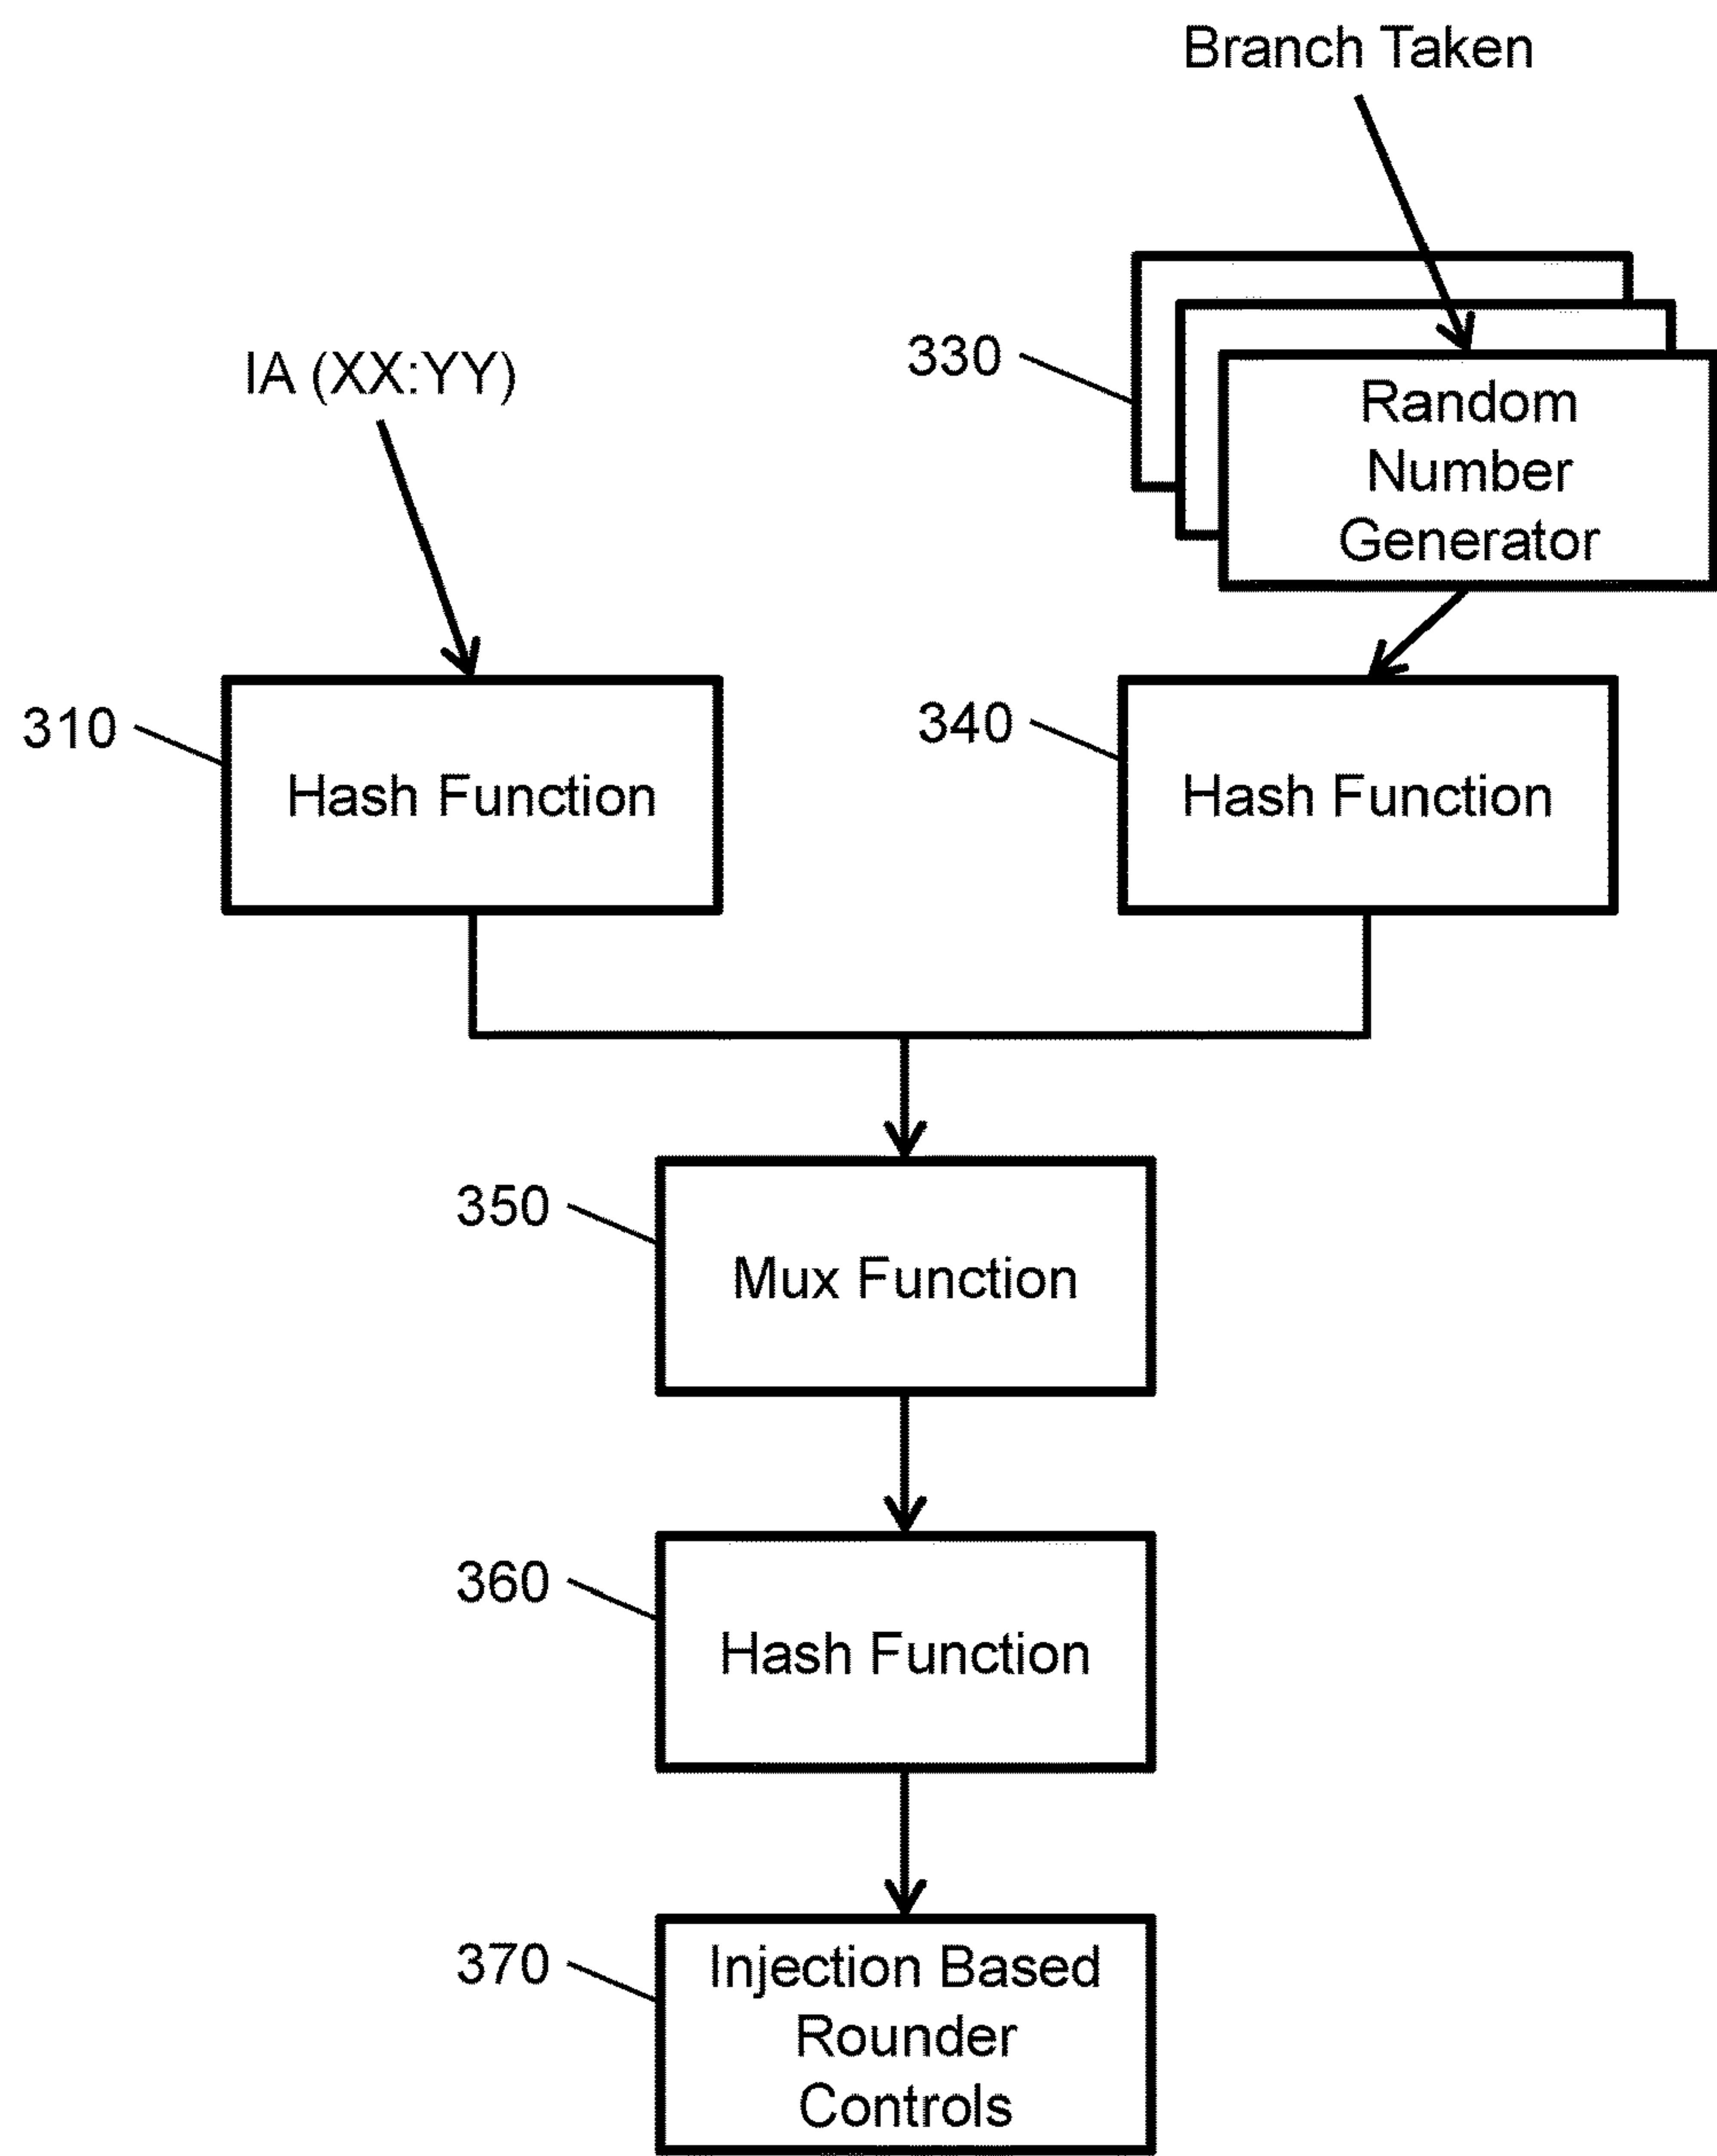 Branch Taken
IA (XX:YY)
330
Random
Number
Generator
310
Hash Function
340
Hash Function
350
Mux Function
360
Hash Function
370
Injection Based
Rounder
Controls